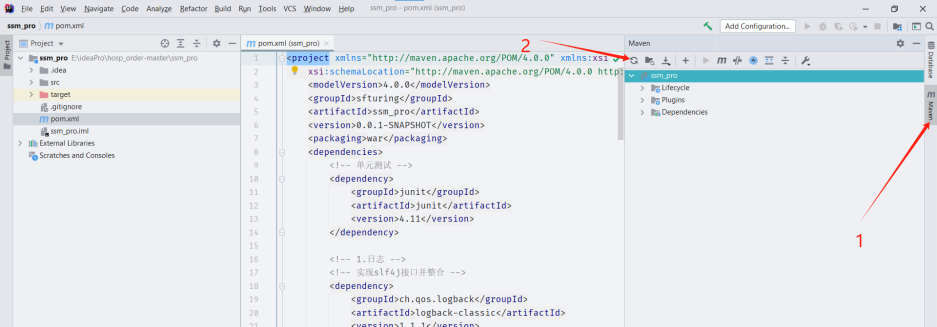 File Edit View Navigate Code Analyze Refactor Build Run Tools VCS Window Help ssm_pro - pom.xml (ssm_pro)
ssm_pro pom.xml
Add Configuration...
Project
Project
ssm_pro E:\ideaPro\hosp_order-master\ssm_pro
.idea
src
target
.gitignore
pom.xml
ssm_pro.iml
External Libraries
Scratches and Consoles
pom.xml (ssm_pro)
1 <project xmlns="http://maven.apache.org/POM/4.0.0" xmlns:xsi
2 xsi:schemaLocation="http://maven.apache.org/POM/4.0.0 http:
3 <modelVersion>4.0.0</modelVersion>
4 <groupId>sfturing</groupId>
5 <artifactId>ssm_pro</artifactId>
6 <version>0.0.1-SNAPSHOT</version>
7 <packaging>war</packaging>
8 <dependencies>
9 <!-- 单元测试 -->
10 <dependency>
11 <groupId>junit</groupId>
12 <artifactId>junit</artifactId>
13 <version>4.11</version>
14 </dependency>
15
16 <!-- 1.日志 -->
17 <!-- 实现slf4j接口并整合 -->
18 <dependency>
19 <groupId>ch.qos.logback</groupId>
20 <artifactId>logback-classic</artifactId>
21 <version>1.1.1</version>
2
Maven
ssm_pro
Lifecycle
Plugins
Dependencies
Database
Maven
1